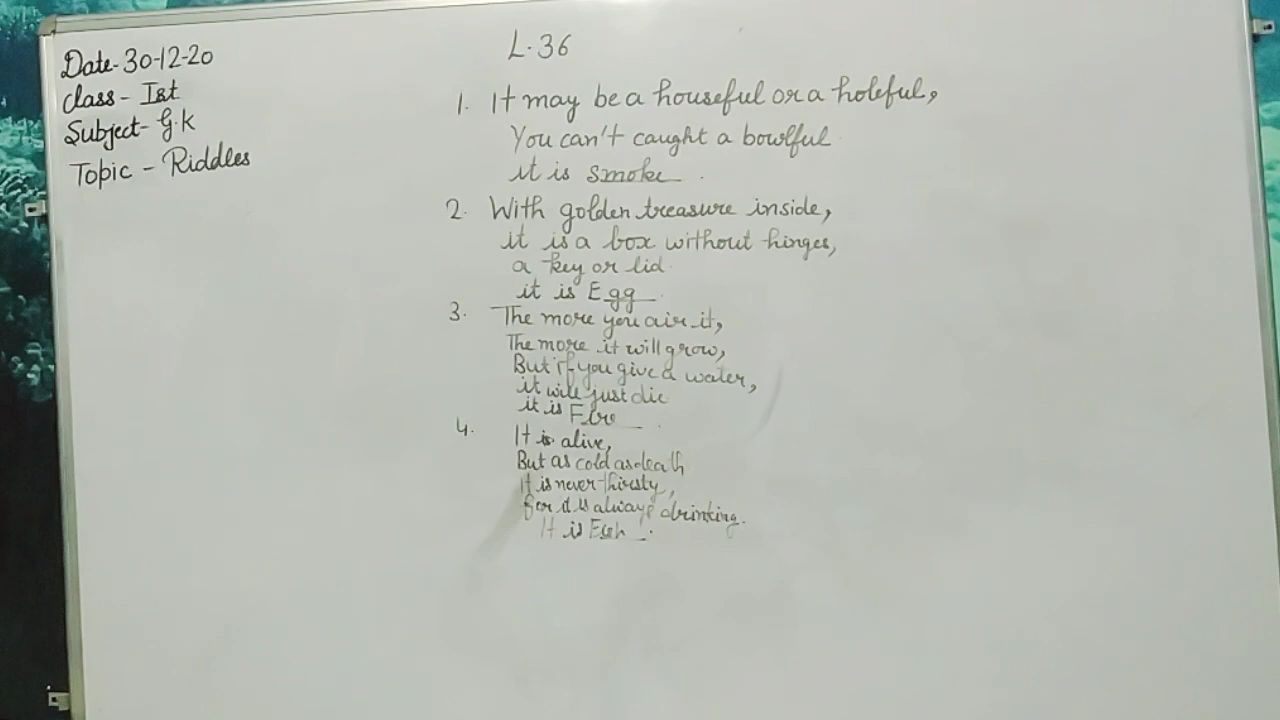 Date-30-12-20
Class - Ist
Subject- G.K
Topic - Riddles
L.36
1. It may be a houseful or a holeful,
You can't caught a bowlful
it is smoke.
2. With golden treasure inside,
it is a box without hinges,
a key or lid.
it is Egg.
3. The more you air it,
The more it will grow,
But if you give a water,
it will just die
it is Fire.
4. It is alive,
But as cold as death
It is never thirsty,
for it is always drinking.
It is Fish.